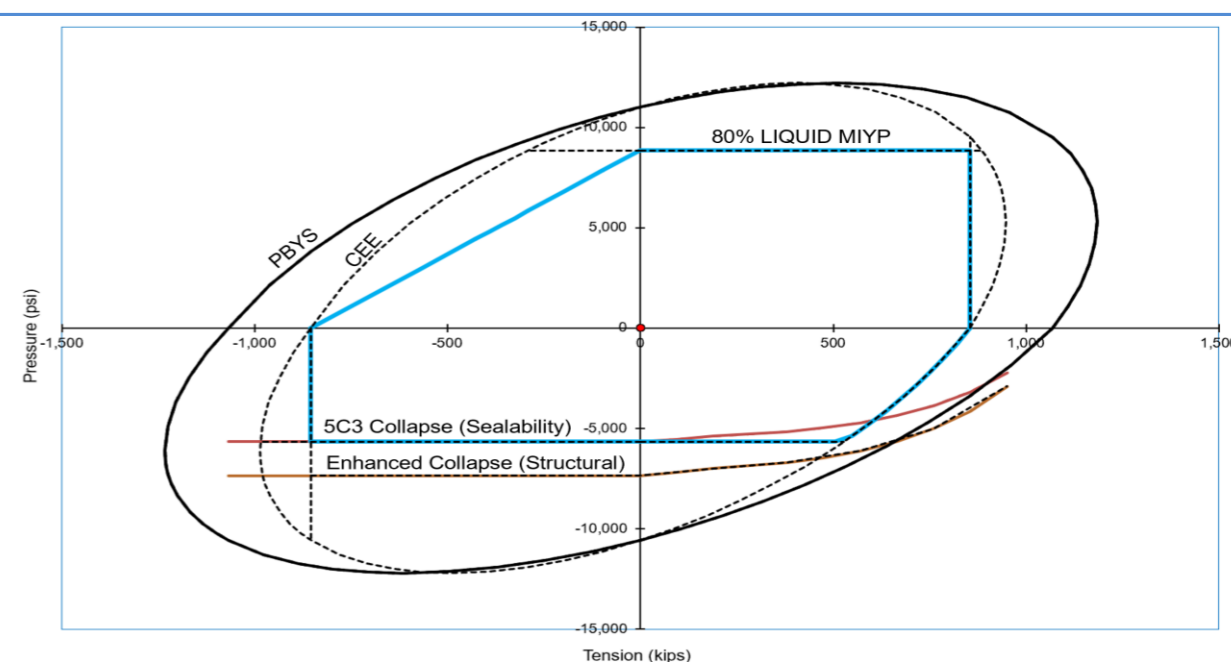 15,000
10,000
80% LIQUID MIYP
5,000
PBYS
CEE
Pressure (psi)
0
-1,500
-1,000
-500
0
500
1,000
1,500
5C3 Collapse (Sealability)
-5,000
Enhanced Collapse (Structural)
-10,000
-15,000
Tension (kips)